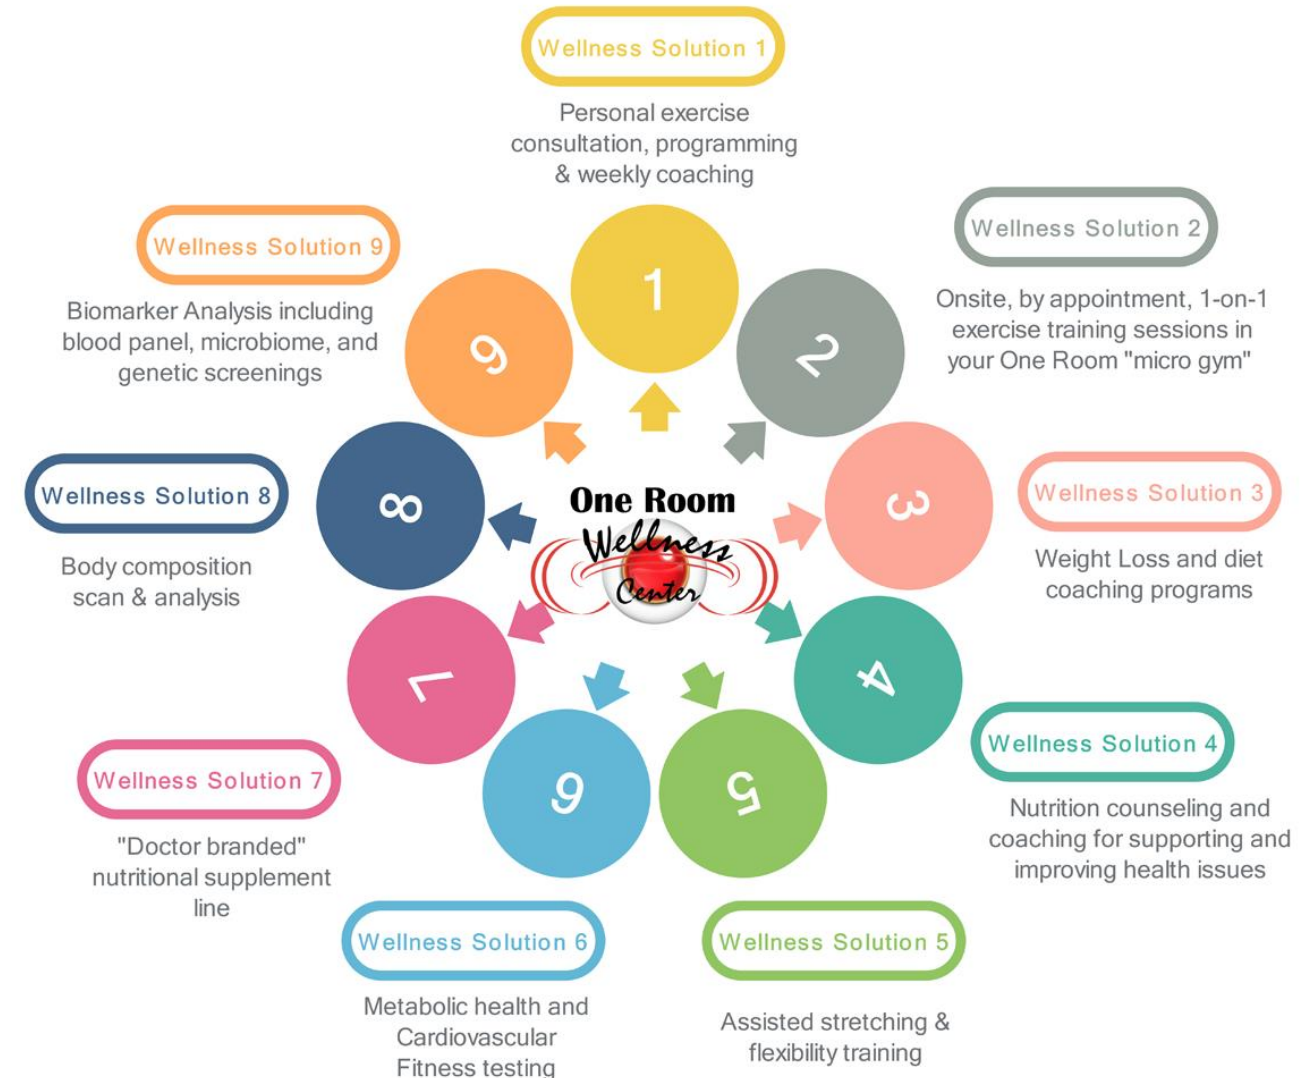 Wellness Solution 1
Personal exercise
consultation, programming
& weekly coaching
1
Wellness Solution 2
Onsite, by appointment, 1-on-1
exercise training sessions in
your One Room "micro gym"
2
Wellness Solution 3
Weight Loss and diet
coaching programs
3
Wellness Solution 4
Nutrition counseling and
coaching for supporting and
improving health issues
4
Wellness Solution 5
Assisted stretching &
flexibility training
5
Wellness Solution 6
Metabolic health and
Cardiovascular
Fitness testing
6
Wellness Solution 7
"Doctor branded"
nutritional supplement
line
7
Wellness Solution 8
Body composition
scan & analysis
8
Wellness Solution 9
Biomarker Analysis including
blood panel, microbiome, and
genetic screenings
9
One Room
Wellness
Center